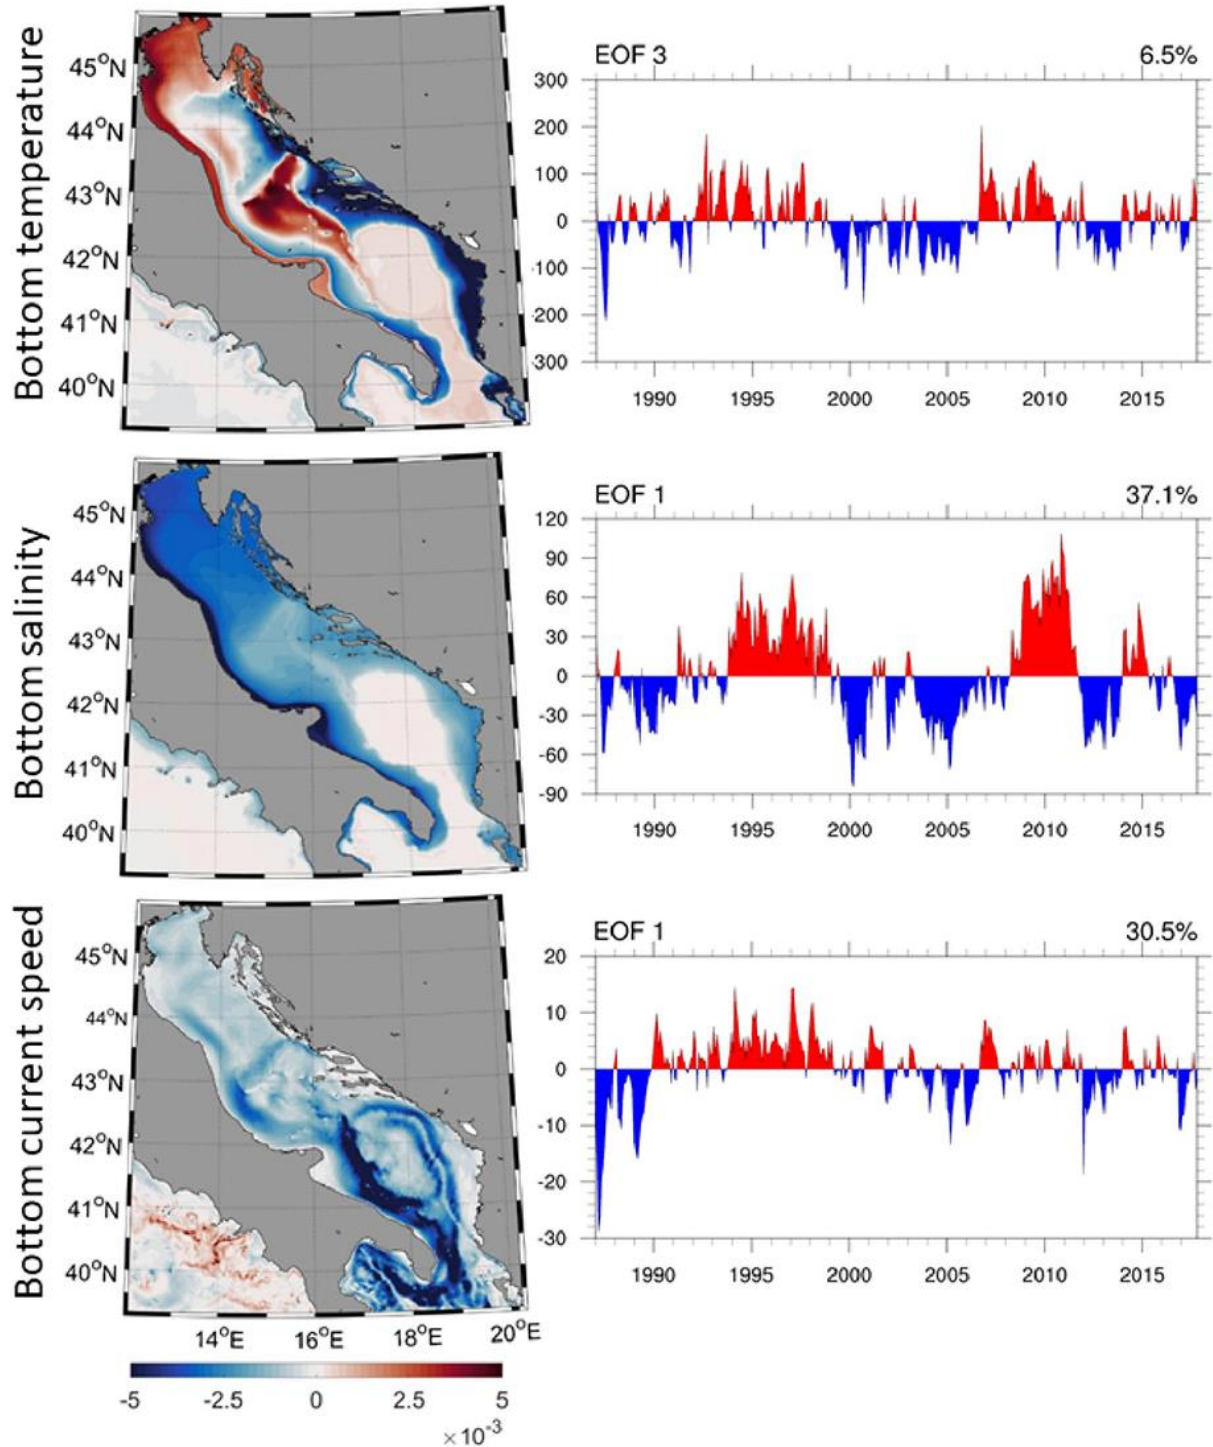 Bottom temperature
45°N
44°N
43°N
42°N
41°N
40°N
EOF 3 6.5%
300
200
100
0
-100
-200
-300
1990 1995 2000 2005 2010 2015
Bottom salinity
45°N
44°N
43°N
42°N
41°N
40°N
EOF 1 37.1%
120
90
60
30
0
-30
-60
-90
1990 1995 2000 2005 2010 2015
Bottom current speed
45°N
44°N
43°N
42°N
41°N
40°N
14°E 16°E 18°E 20°E
EOF 1 30.5%
20
10
0
-10
-20
-30
1990 1995 2000 2005 2010 2015
-5 -2.5 0 2.5 5
×10⁻³